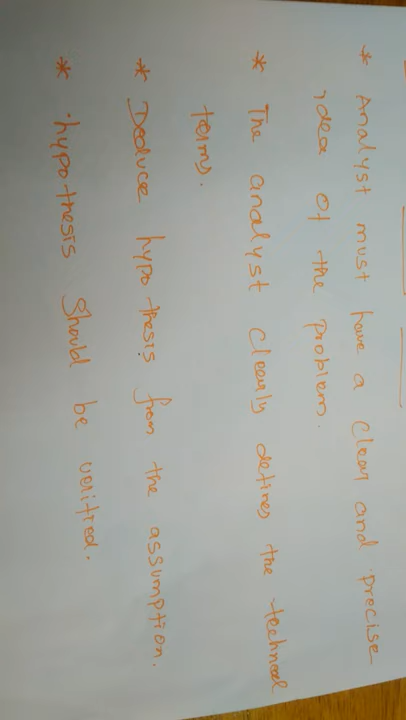 * Analyst must have a clear and precise
idea of the problem.
* The analyst clearly defines the technical
terms.
* Deduce hypothesis from the assumption.
* hypothesis should be verified.